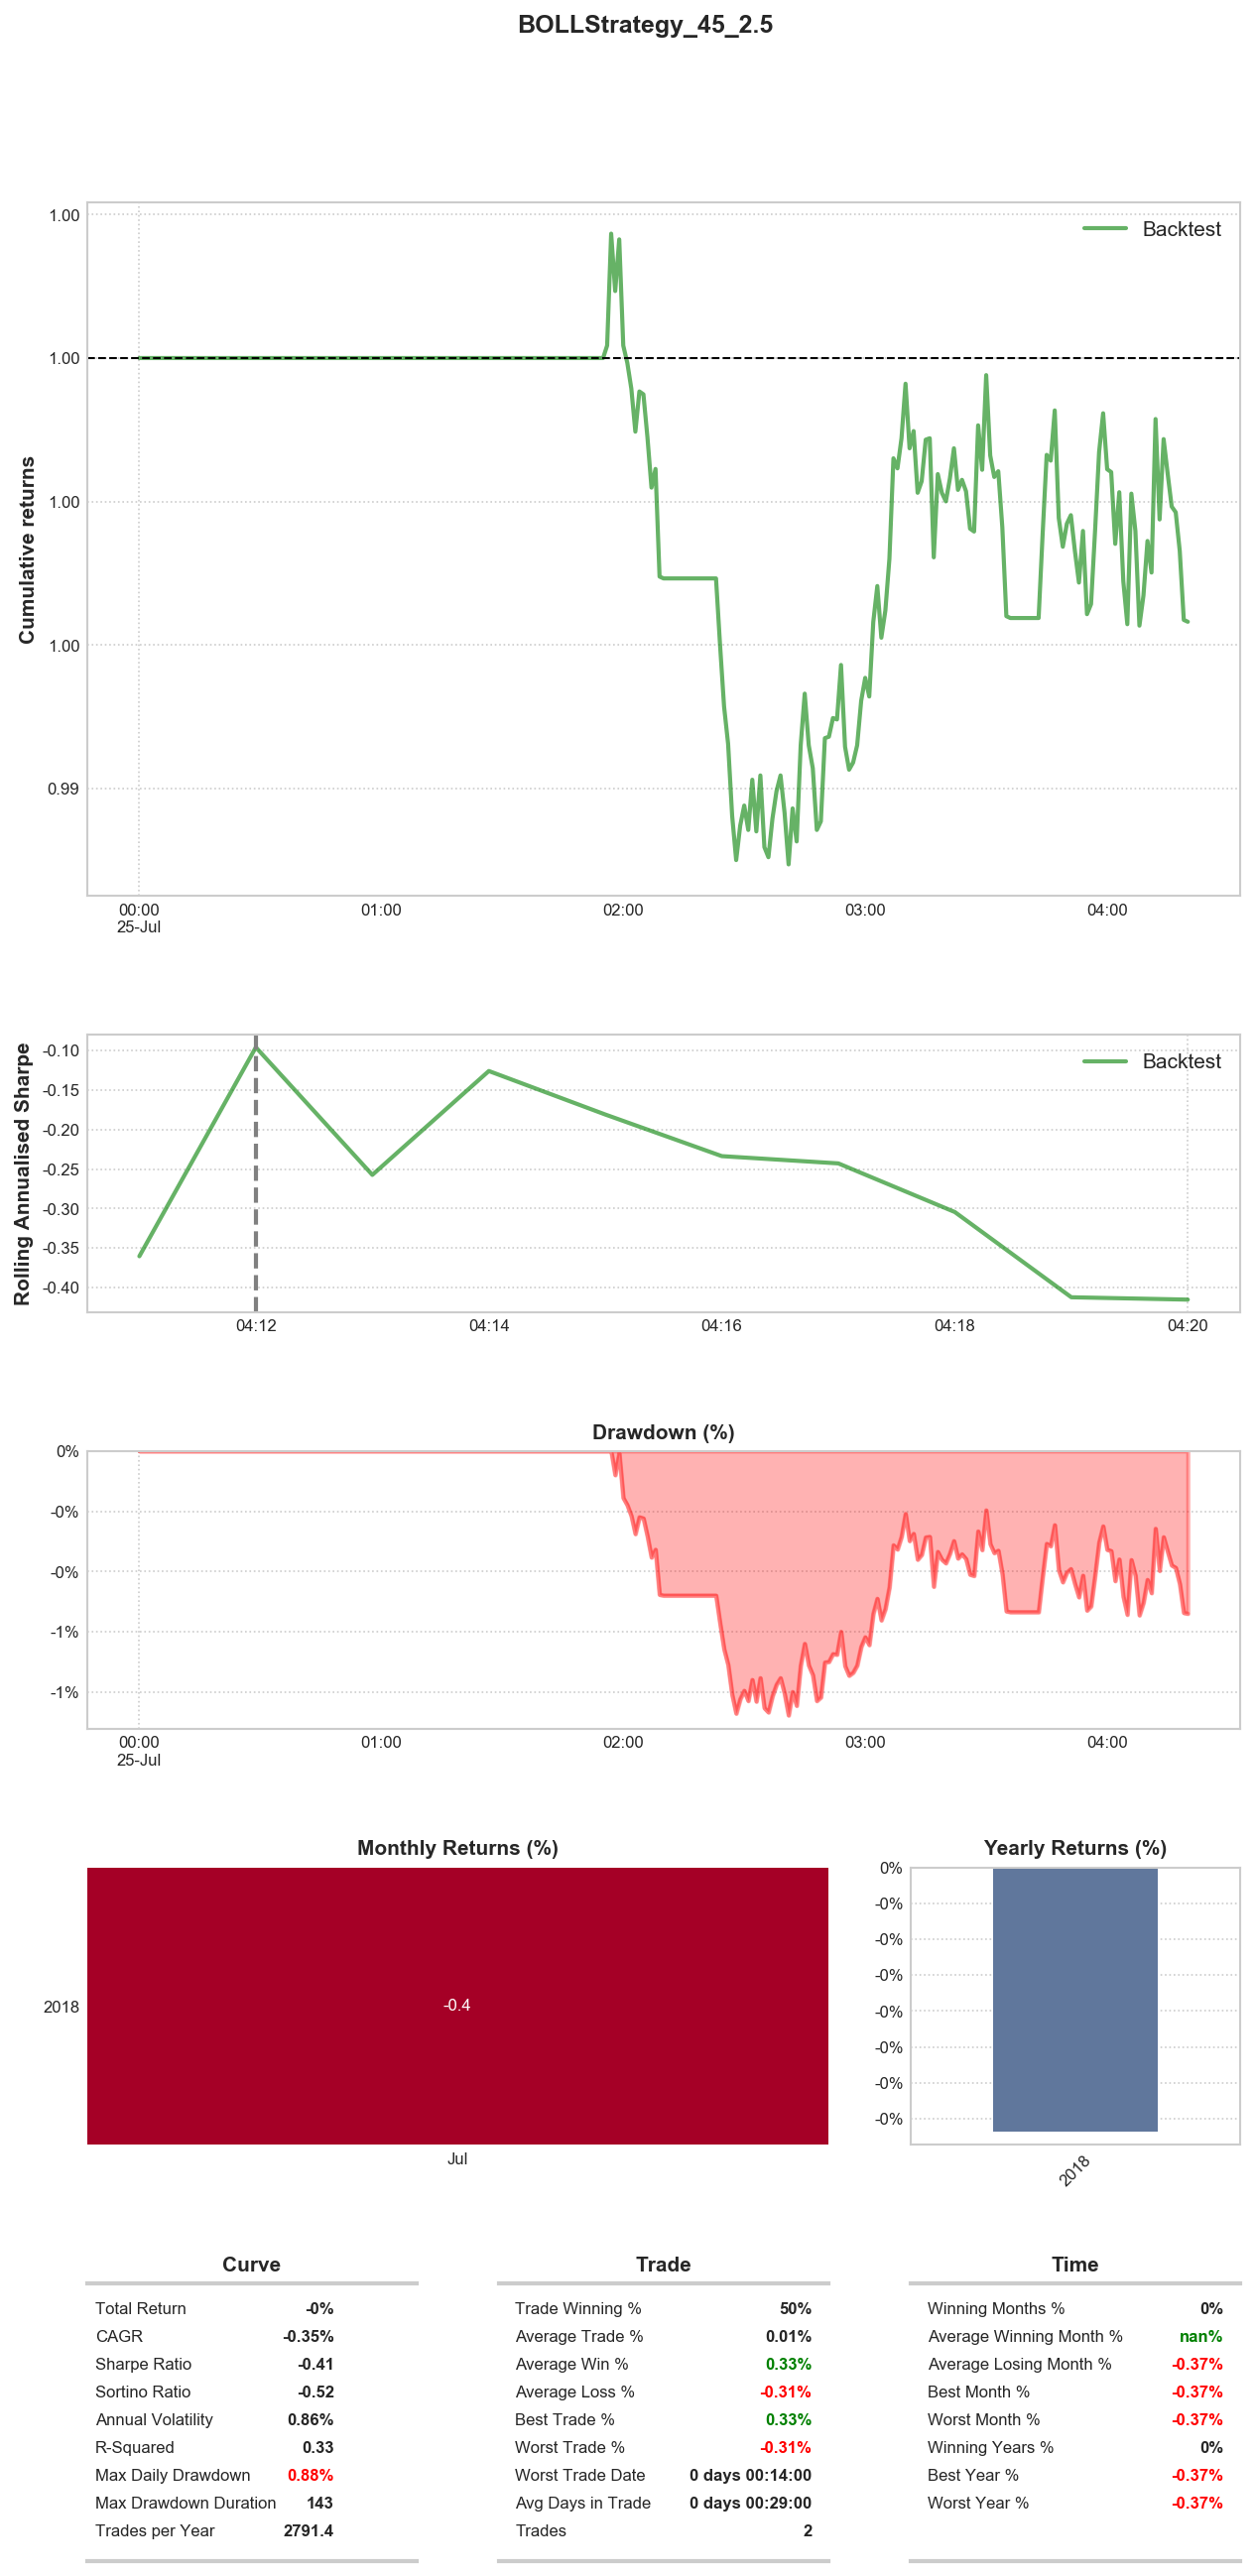 BOLLStrategy_45_2.5
1.00
Backtest
1.00
1.00
1.00
0.99
Cumulative returns
00:00 01:00 02:00 03:00 04:00
25-Jul
-0.10
Backtest
-0.15
-0.20
-0.25
-0.30
-0.35
-0.40
Rolling Annualised Sharpe
04:12 04:14 04:16 04:18 04:20
Drawdown (%)
0%
-0%
-0%
-1%
-1%
00:00 01:00 02:00 03:00 04:00
25-Jul
Monthly Returns (%)
2018
-0.4
Jul
Yearly Returns (%)
0%
-0%
-0%
-0%
-0%
-0%
-0%
-0%
2018
Curve
Total Return -0%
CAGR -0.35%
Sharpe Ratio -0.41
Sortino Ratio -0.52
Annual Volatility 0.86%
R-Squared 0.33
Max Daily Drawdown 0.88%
Max Drawdown Duration 143
Trades per Year 2791.4
Trade
Trade Winning % 50%
Average Trade % 0.01%
Average Win % 0.33%
Average Loss % -0.31%
Best Trade % 0.33%
Worst Trade % -0.31%
Worst Trade Date 0 days 00:14:00
Avg Days in Trade 0 days 00:29:00
Trades 2
Time
Winning Months % 0%
Average Winning Month % nan%
Average Losing Month % -0.37%
Best Month % -0.37%
Worst Month % -0.37%
Winning Years % 0%
Best Year % -0.37%
Worst Year % -0.37%